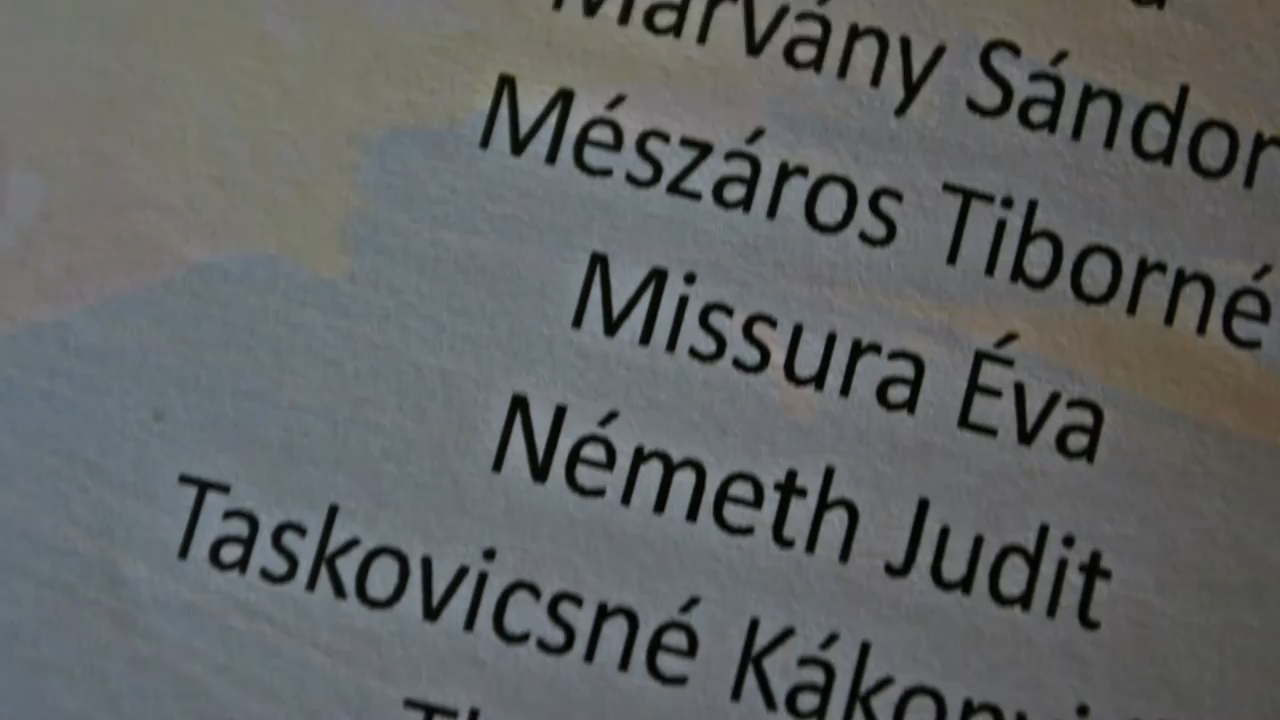 Márvány Sándor
Mészáros Tiborné
Missura Éva
Németh Judit
Taskovicsné